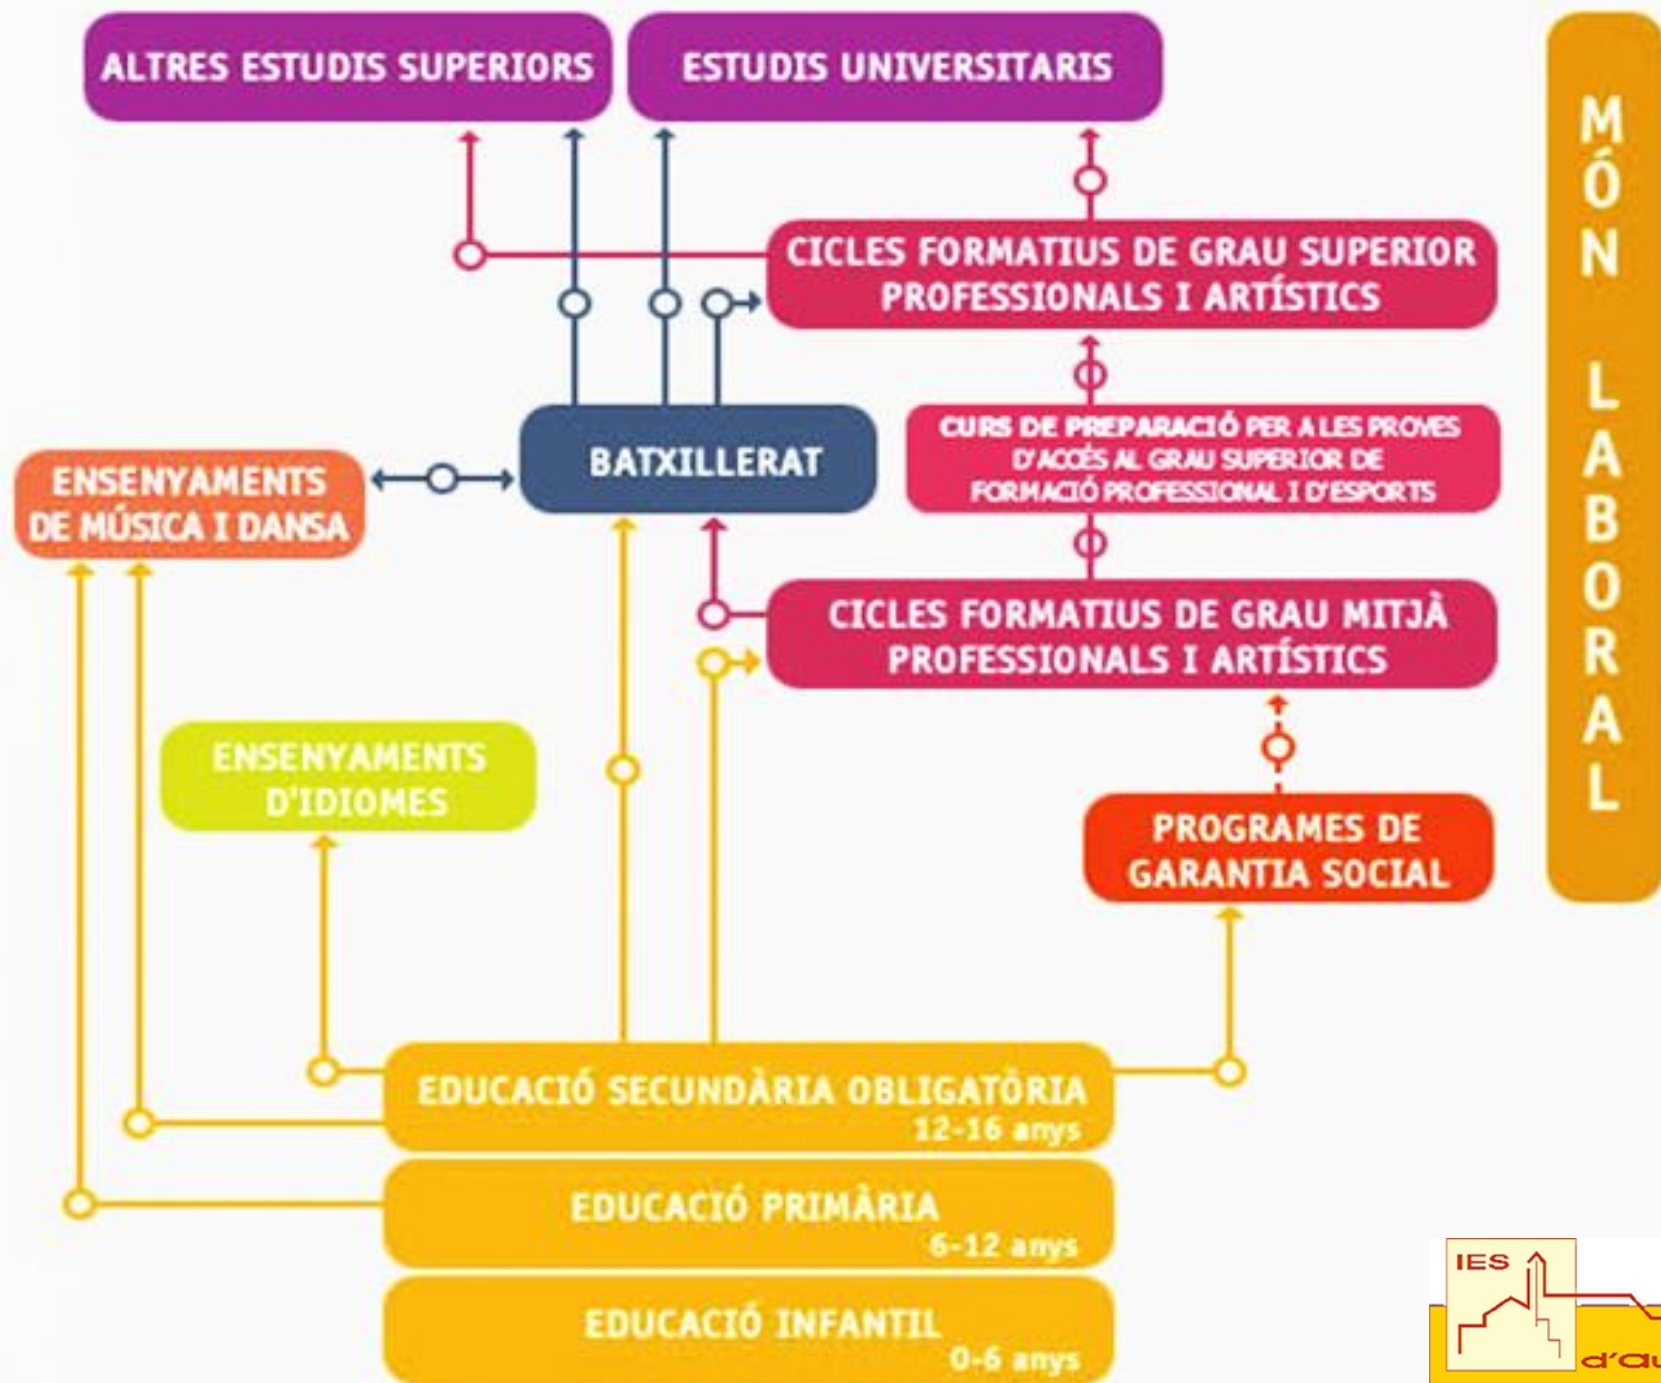 ALTRES ESTUDIS SUPERIORS
ESTUDIS UNIVERSITARIS
MÓN LABORAL
CICLES FORMATIUS DE GRAU SUPERIOR
PROFESSIONALS I ARTÍSTICS
CURS DE PREPARACIÓ PER A LES PROVES
D'ACCÉS AL GRAU SUPERIOR DE
FORMACIÓ PROFESSIONAL I D'ESPORTS
BATXILLERAT
ENSENYAMENTS
DE MÚSICA I DANSA
CICLES FORMATIUS DE GRAU MITJÀ
PROFESSIONALS I ARTÍSTICS
ENSENYAMENTS
D'IDIOMES
PROGRAMES DE
GARANTIA SOCIAL
EDUCACIÓ SECUNDÀRIA OBLIGATÒRIA
12-16 anys
EDUCACIÓ PRIMÀRIA
6-12 anys
EDUCACIÓ INFANTIL
0-6 anys
IES